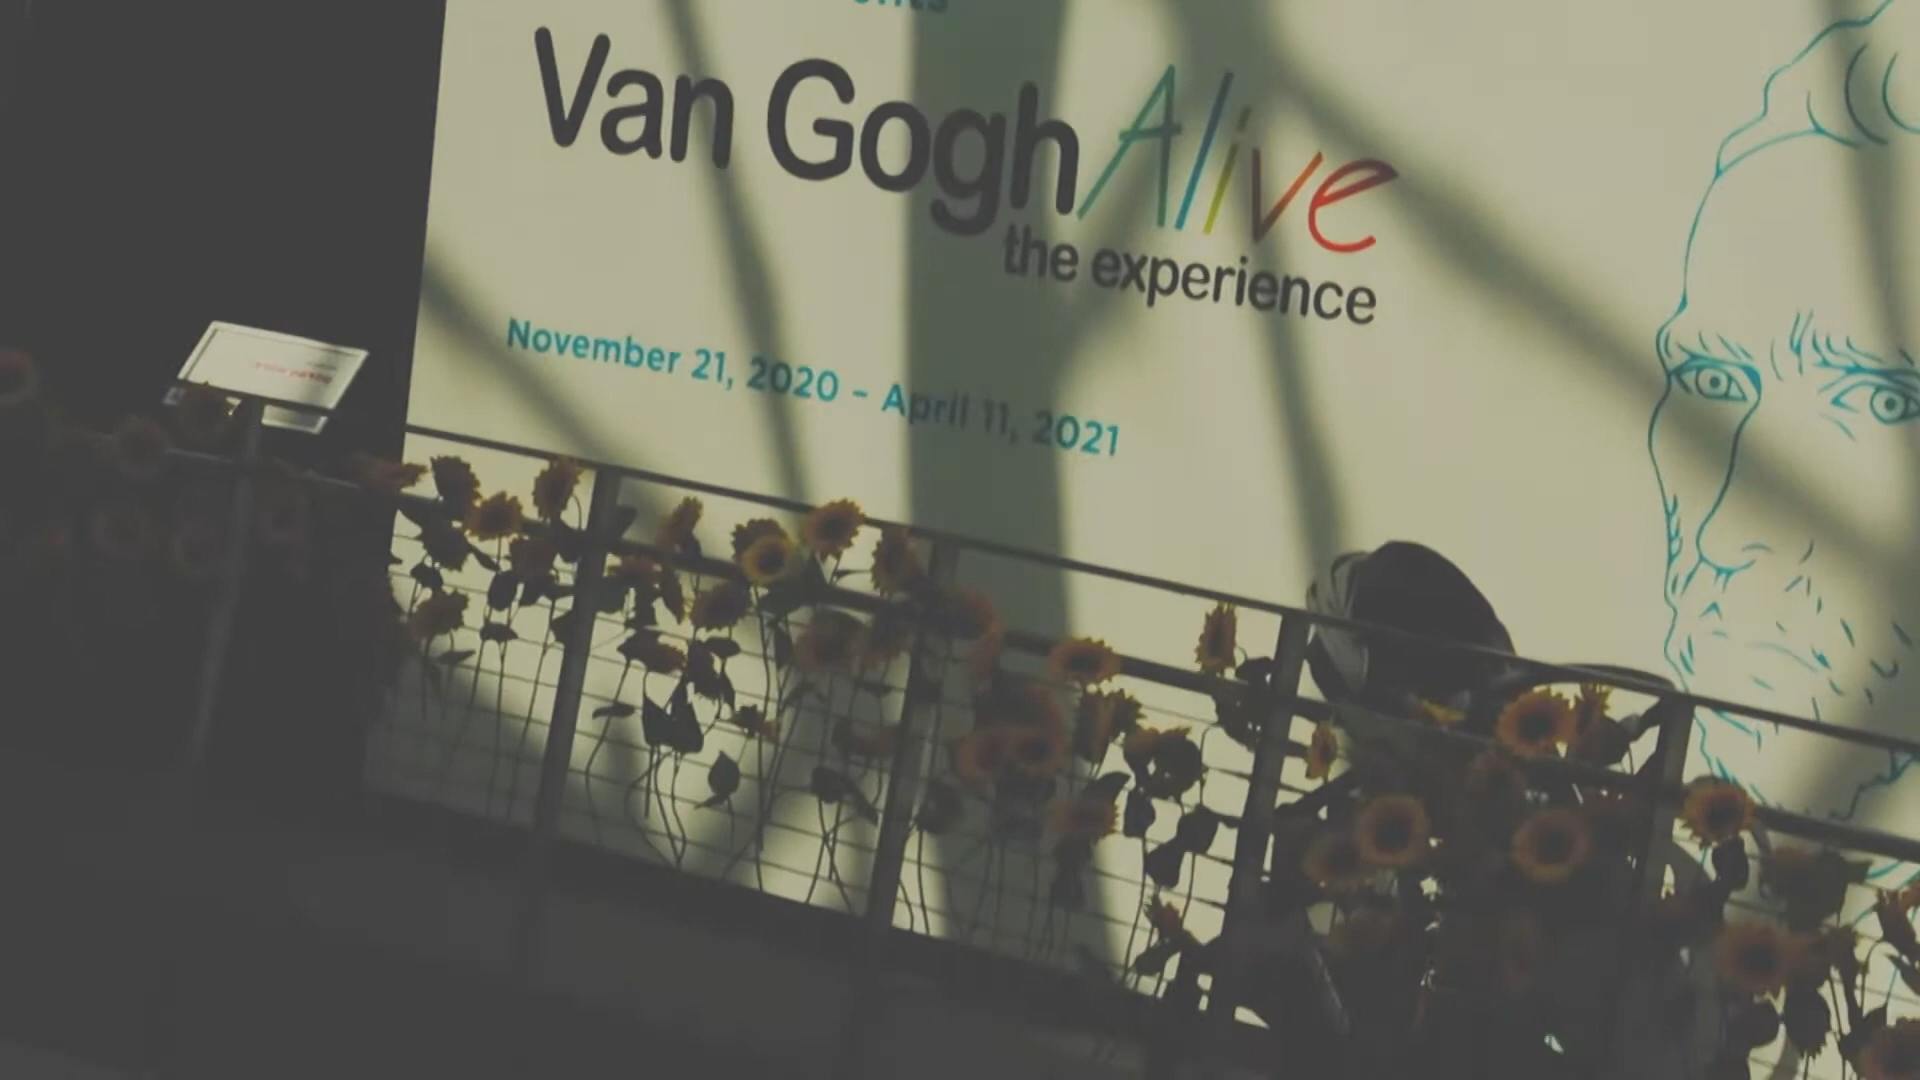 Van Gogh Alive
the experience
November 21, 2020 – April 11, 2021